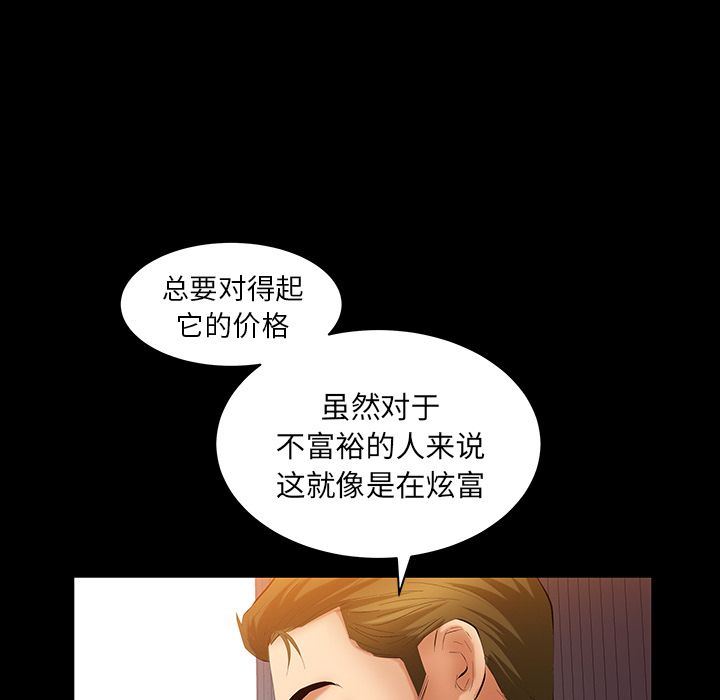 总要对得起
它的价格
虽然对于
不富裕的人来说
这就像是在炫富